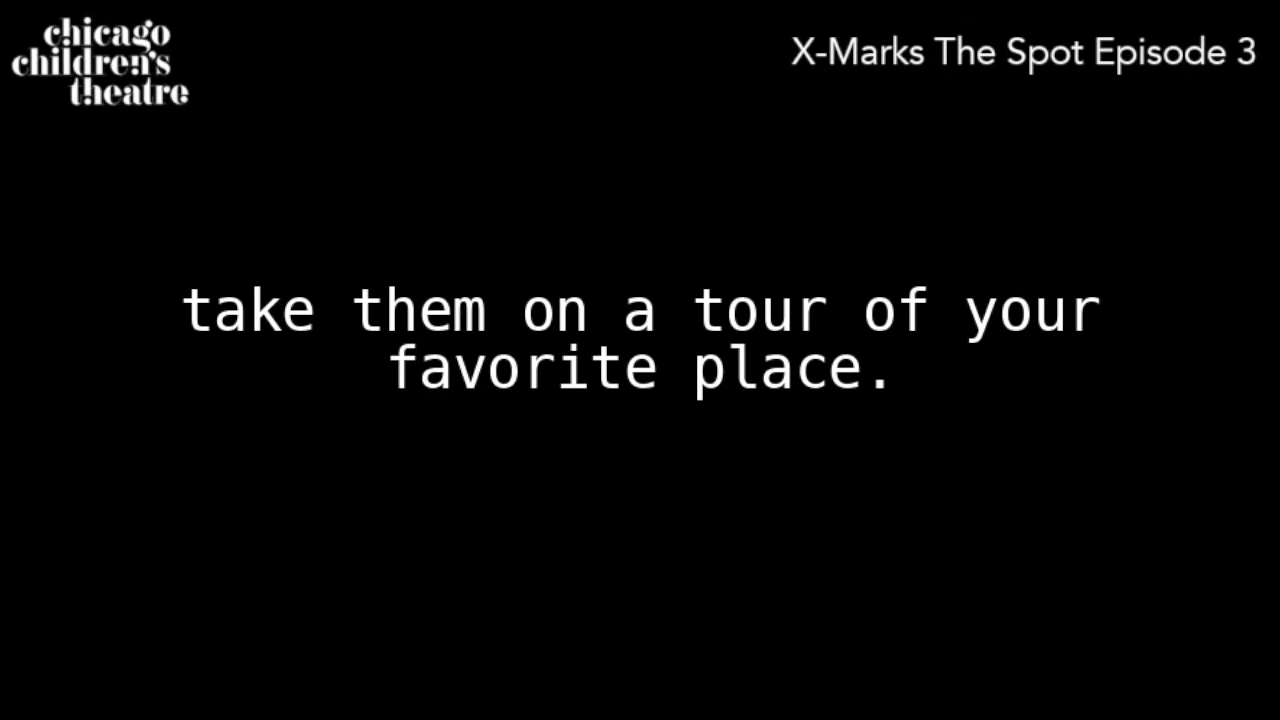 chicago
children's
theatre
X-Marks The Spot Episode 3
take them on a tour of your
favorite place.